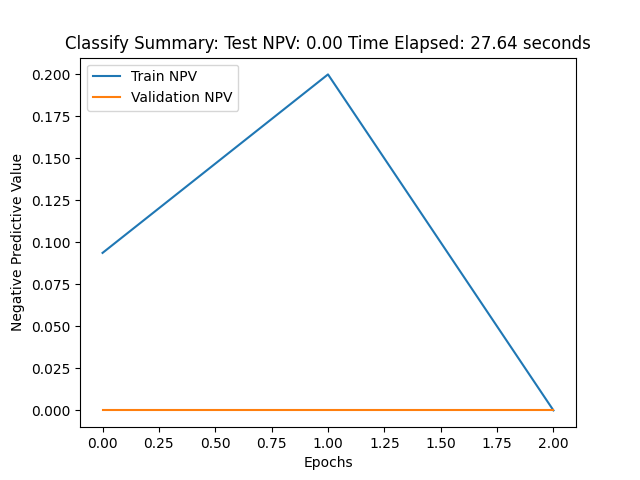 Classify Summary: Test NPV: 0.00 Time Elapsed: 27.64 seconds
Train NPV
Validation NPV
Negative Predictive Value
0.200
0.175
0.150
0.125
0.100
0.075
0.050
0.025
0.000
0.00 0.25 0.50 0.75 1.00 1.25 1.50 1.75 2.00
Epochs